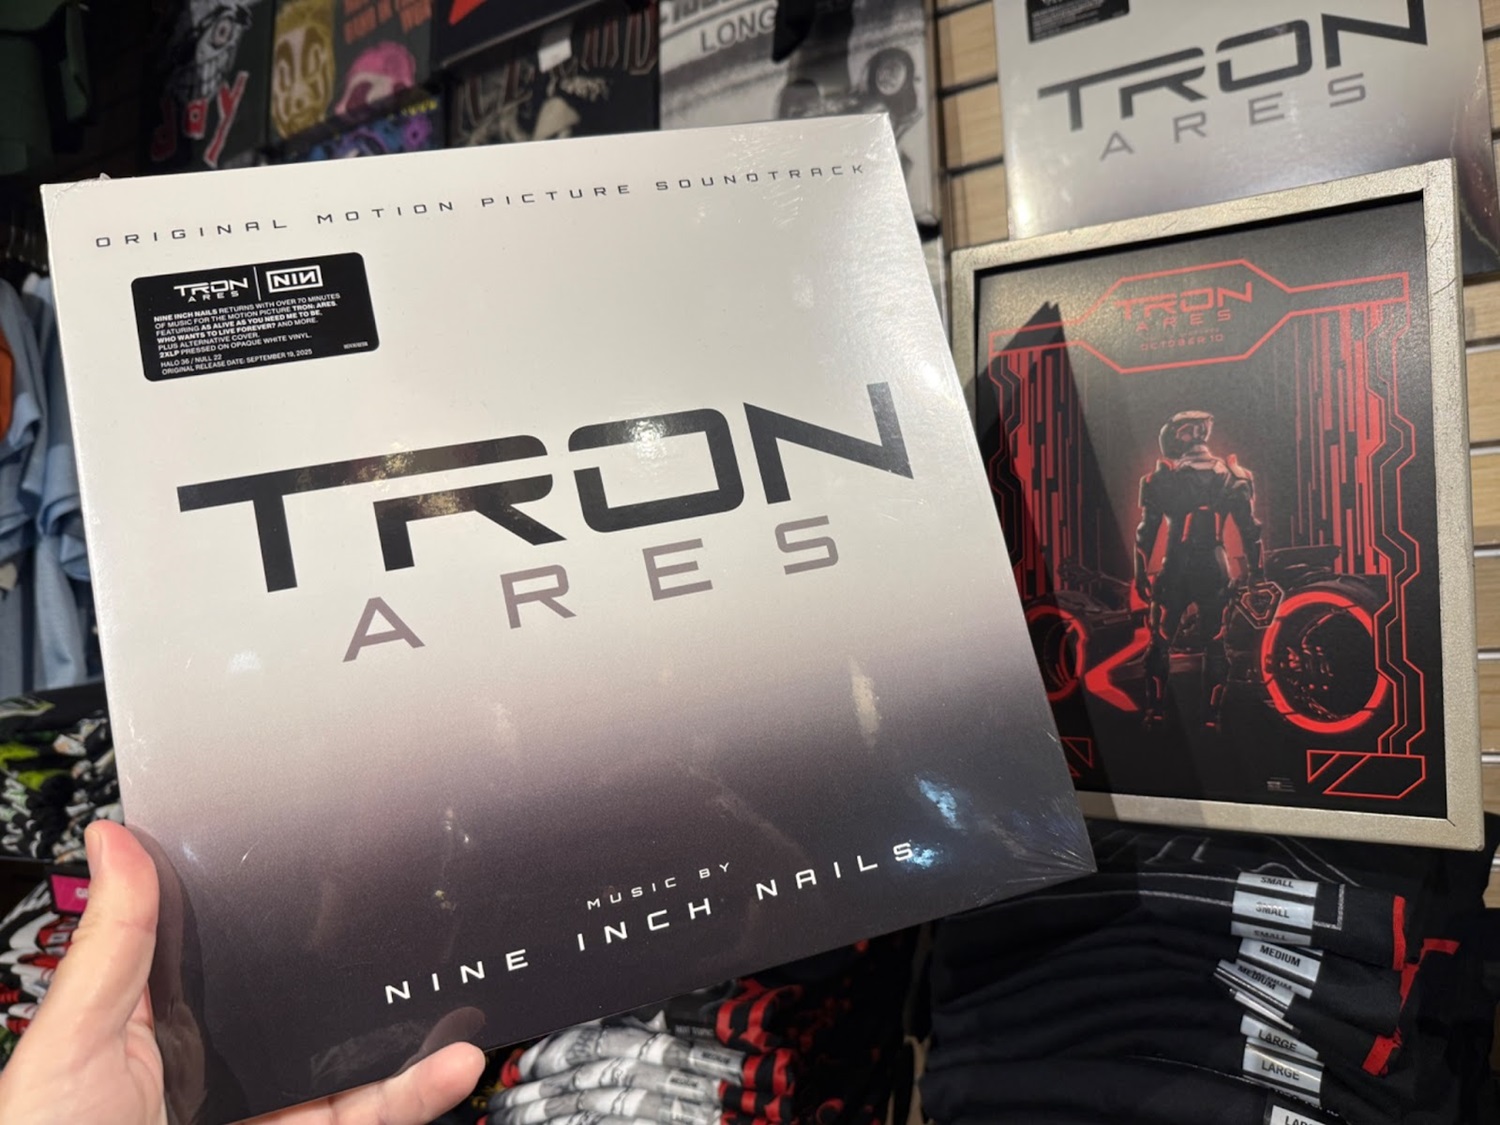 LONG
day
TRON
ARES
ORIGINAL MOTION PICTURE SOUNDTRACK
TRON
ARES
NIN
NINE INCH NAILS RETURNS WITH OVER 70 MINUTES
OF MUSIC FOR THE MOTION PICTURE TRON: ARES.
FEATURING AS ALIVE AS YOU NEED ME TO BE,
WHO WANTS TO LIVE FOREVER? AND MORE.
PLUS ALTERNATIVE COVER.
2XLP PRESSED ON OPAQUE WHITE VINYL.
HALO 36 / NULL 22
ORIGINAL RELEASE DATE: SEPTEMBER 19, 2025
TRON
ARES
MUSIC BY
NINE INCH NAILS
TRON
ARES
OCTOBER 10
SMALL
SMALL
SMALL
MEDIUM
MEDIUM
LARGE
LARGE
MEDIUM